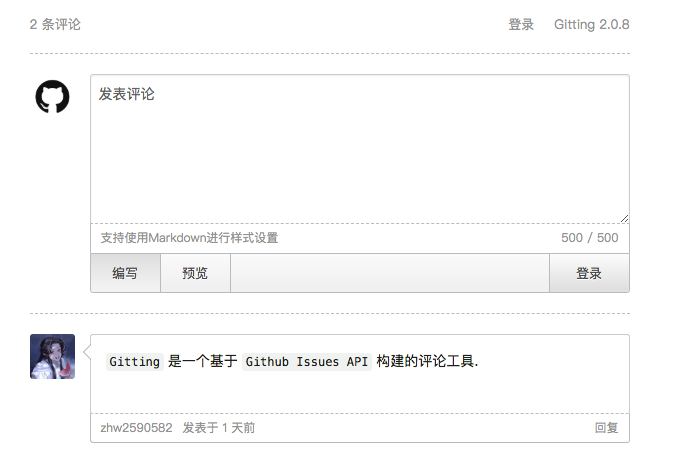 2 条评论 登录 Gitting 2.0.8
发表评论
支持使用Markdown进行样式设置 500 / 500
编写 预览 登录
Gitting 是一个基于 Github Issues API 构建的评论工具.
zhw2590582 发表于 1 天前 回复